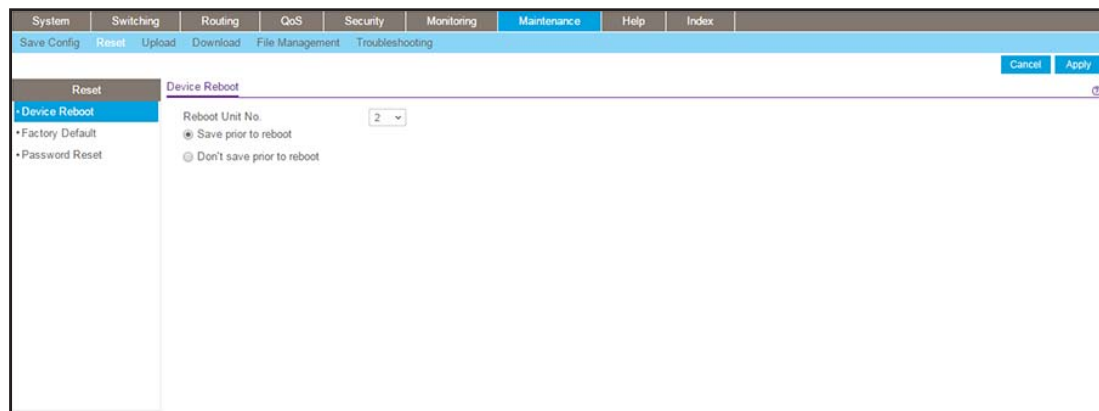 System Switching Routing QoS Security Monitoring Maintenance Help Index
Save Config Reset Upload Download File Management Troubleshooting
Cancel Apply
Reset
Device Reboot
Factory Default
Password Reset
Device Reboot
Reboot Unit No. 2
Save prior to reboot
Don't save prior to reboot